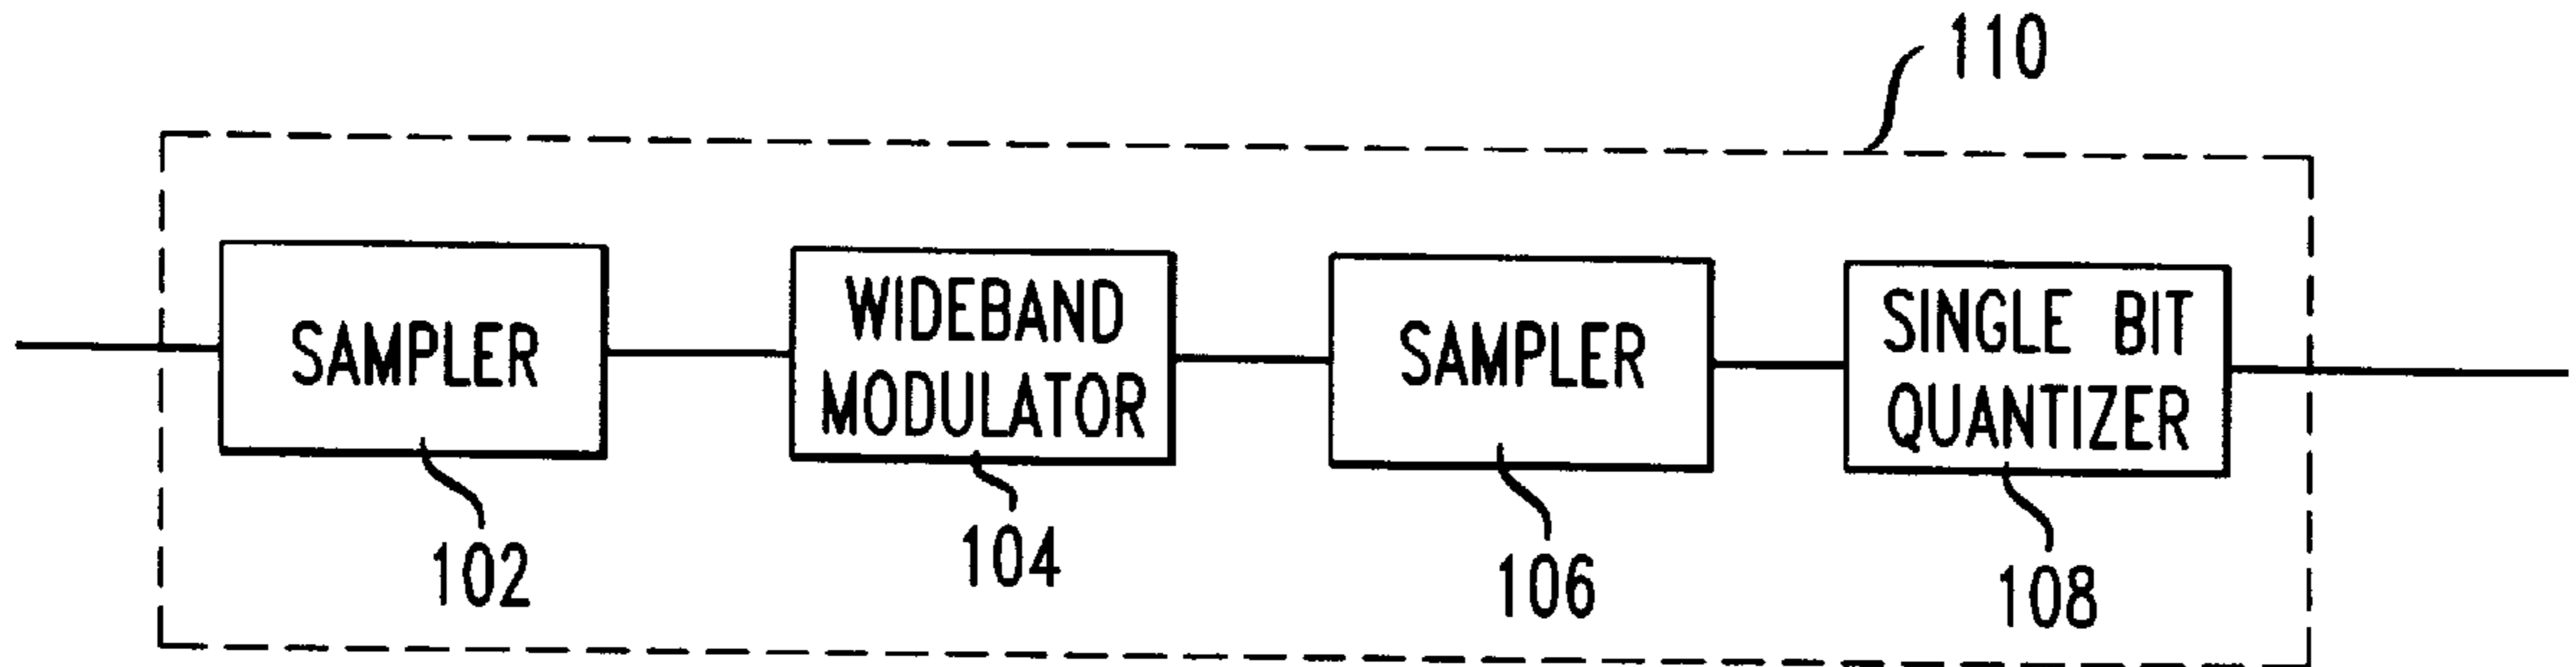 110
SAMPLER
WIDEBAND
MODULATOR
SAMPLER
SINGLE BIT
QUANTIZER
102
104
106
108